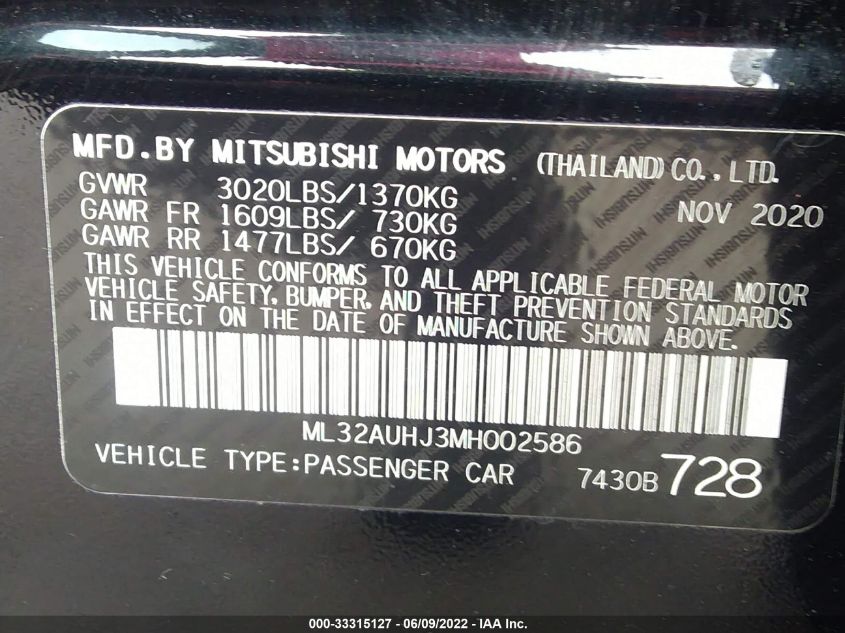 MFD.BY MITSUBISHI MOTORS (THAILAND) CO., LTD.
GVWR 3020LBS/1370KG NOV 2020
GAWR FR 1609LBS/ 730KG
GAWR RR 1477LBS/ 670KG
THIS VEHICLE CONFORMS TO ALL APPLICABLE FEDERAL MOTOR
VEHICLE SAFETY, BUMPER, AND THEFT PREVENTION STANDARDS
IN EFFECT ON THE DATE OF MANUFACTURE SHOWN ABOVE.
ML32AUHJ3MH002586
VEHICLE TYPE:PASSENGER CAR 7430B 728
000-33315127 - 06/09/2022 - IAA Inc.